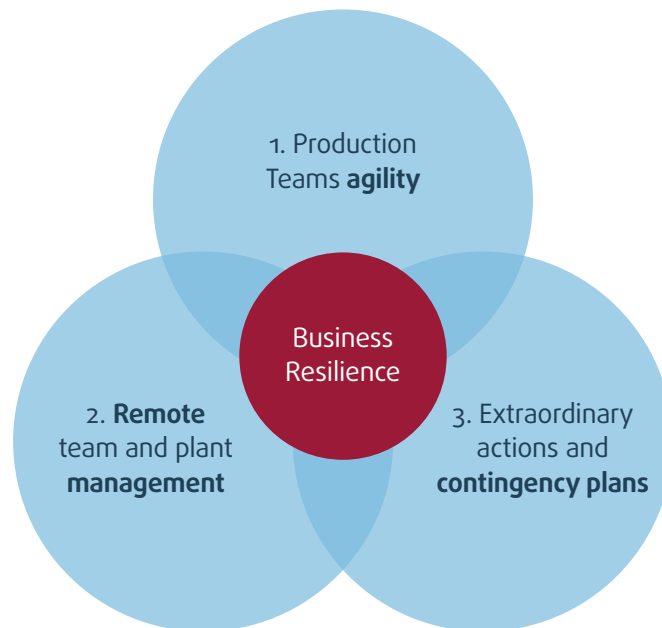 1. Production
Teams agility
Business
Resilience
2. Remote
team and plant
management
3. Extraordinary
actions and
contingency plans